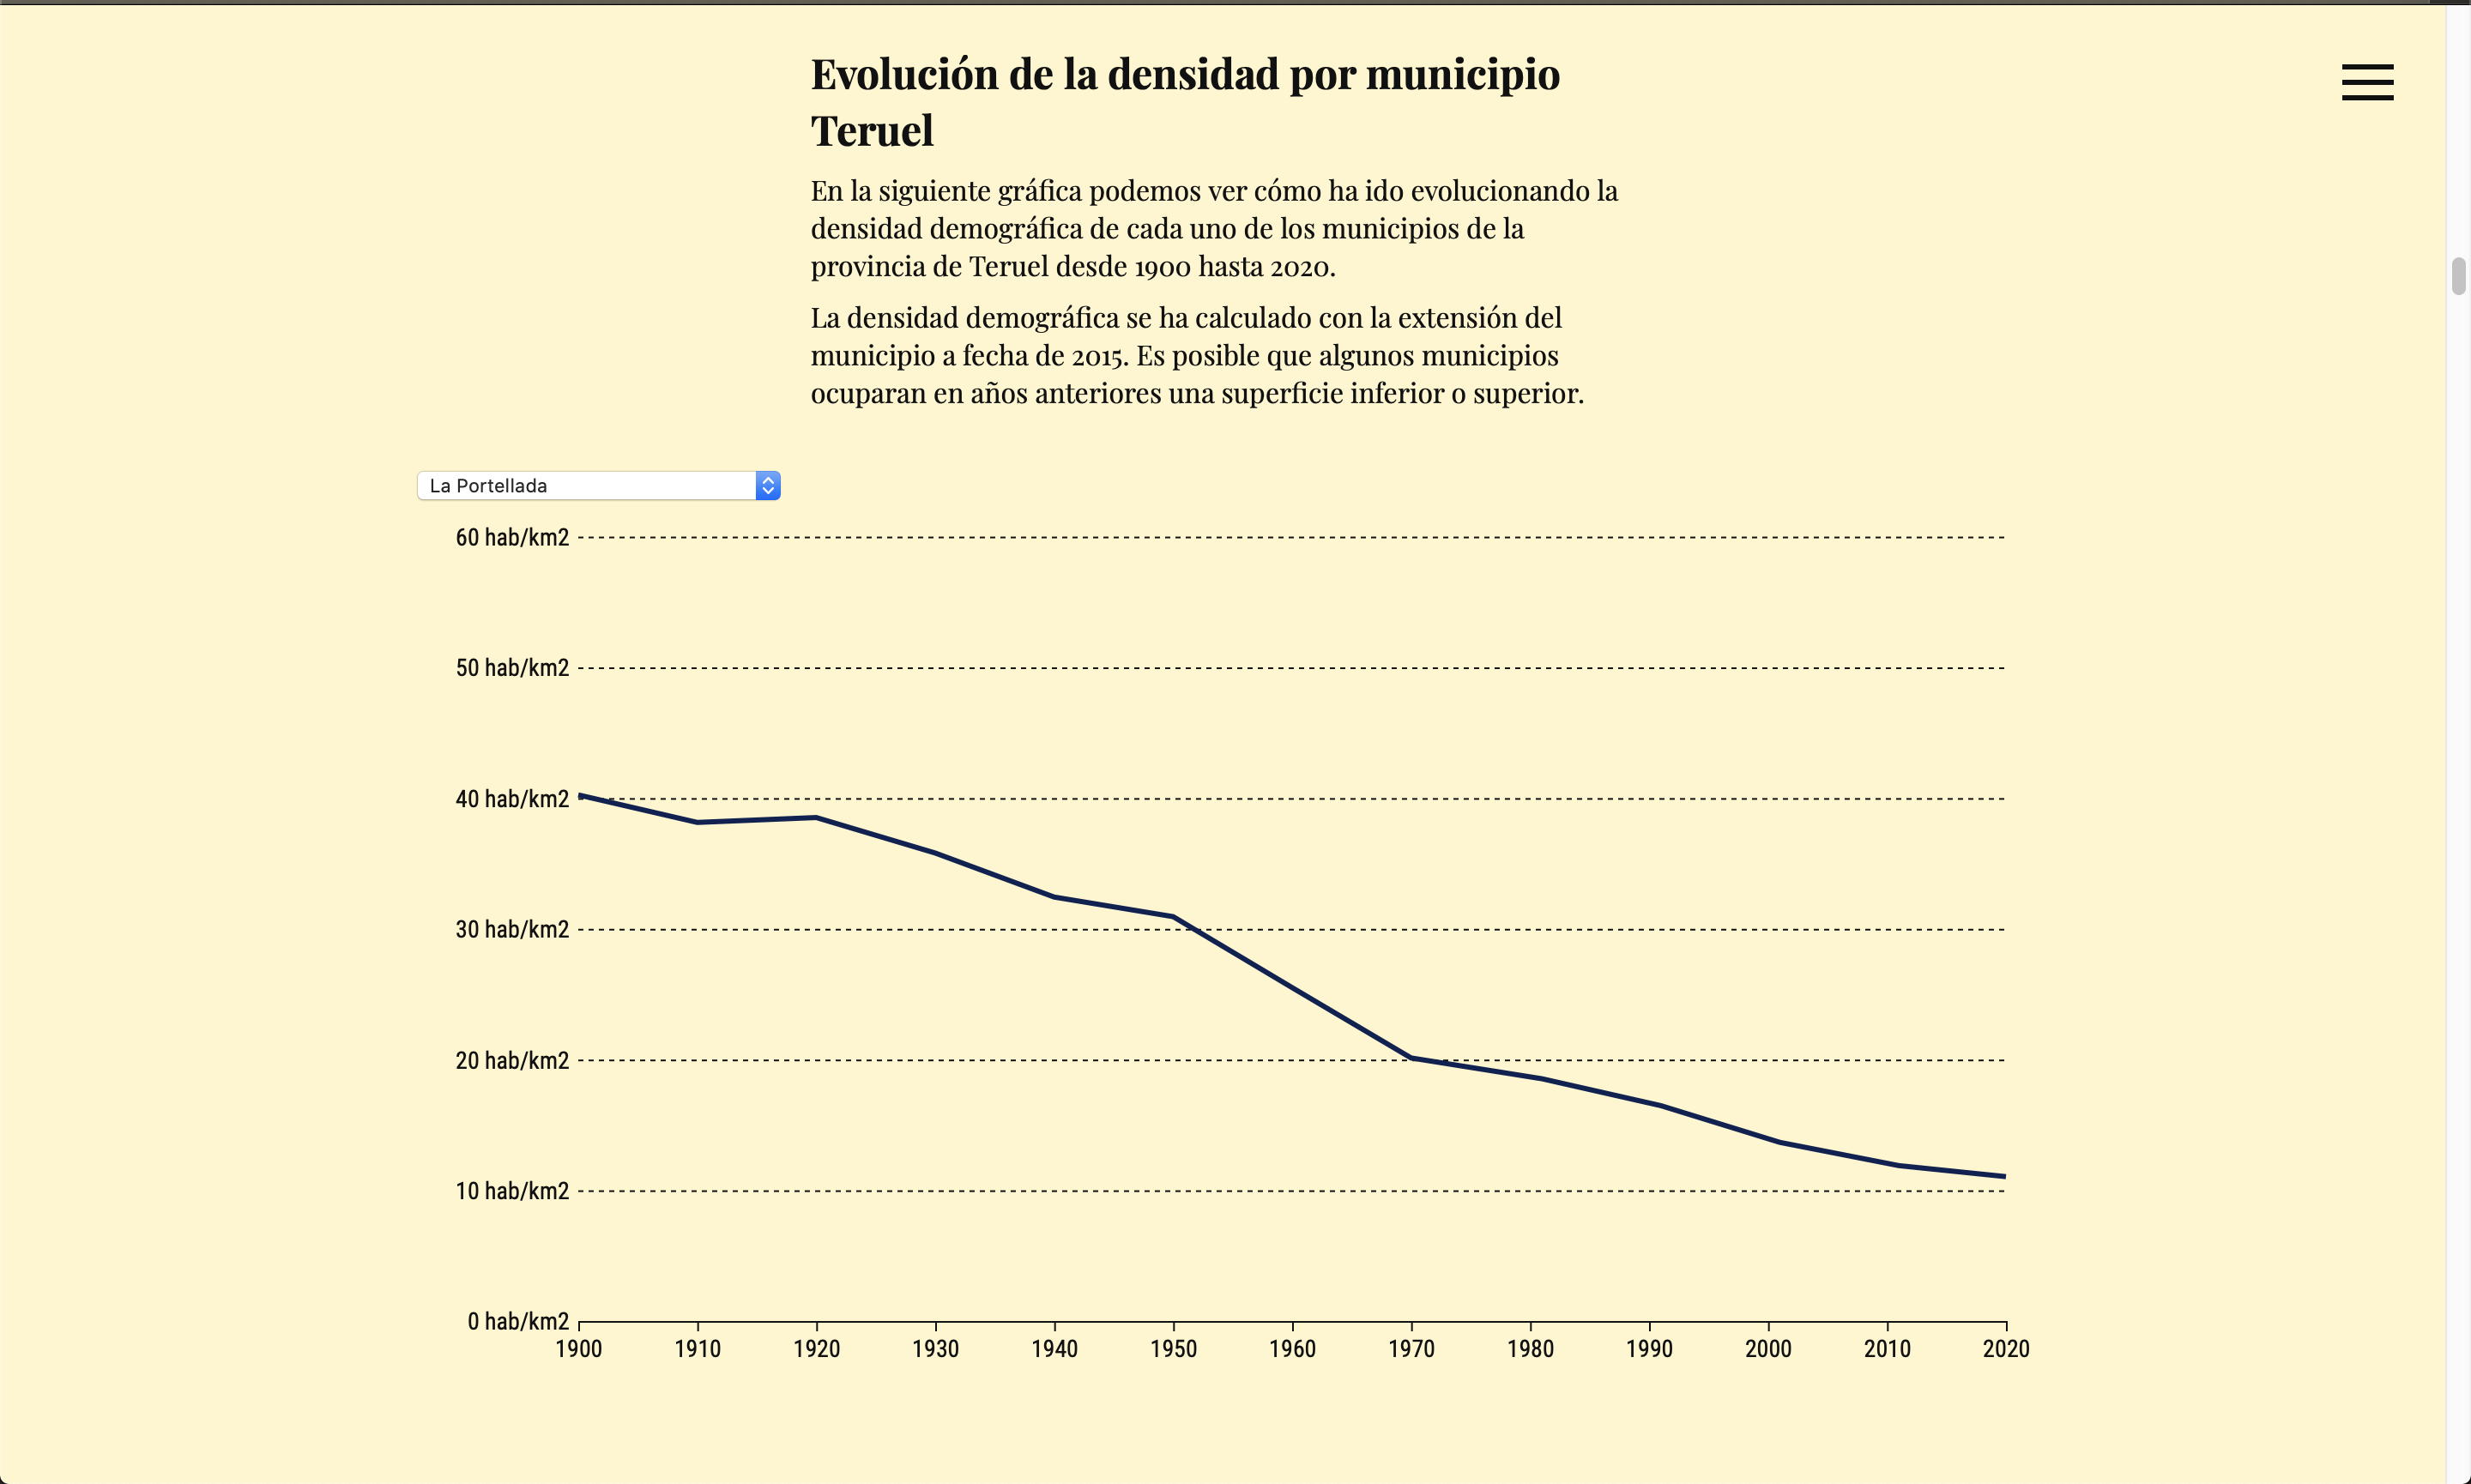 Evolución de la densidad por municipio
Teruel
En la siguiente gráfica podemos ver cómo ha ido evolucionando la
densidad demográfica de cada uno de los municipios de la
provincia de Teruel desde 1900 hasta 2020.
La densidad demográfica se ha calculado con la extensión del
municipio a fecha de 2015. Es posible que algunos municipios
ocuparan en años anteriores una superficie inferior o superior.
La Portellada
60 hab/km2
50 hab/km2
40 hab/km2
30 hab/km2
20 hab/km2
10 hab/km2
0 hab/km2
1900 1910 1920 1930 1940 1950 1960 1970 1980 1990 2000 2010 2020